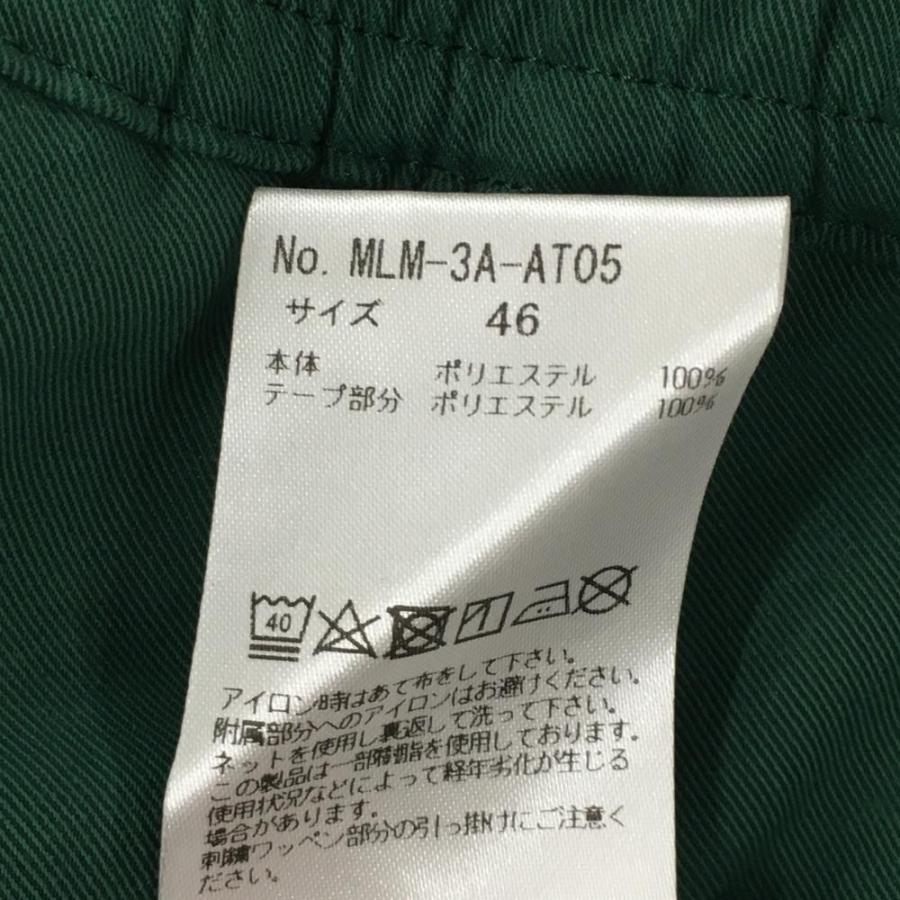 No. MLM-3A-AT05
サイズ 46
本体 ポリエステル 100%
テープ部分 ポリエステル 100%
40
アイロン時はあて布をして下さい。
附属部分へのアイロンはお避けください。
ネットを使用し裏返して洗って下さい。
この製品は一部樹脂を使用しております。
使用状況などによって経年劣化が生じる
場合があります。
刺繍ワッペン部分の引っ掛けにご注意く
ださい。